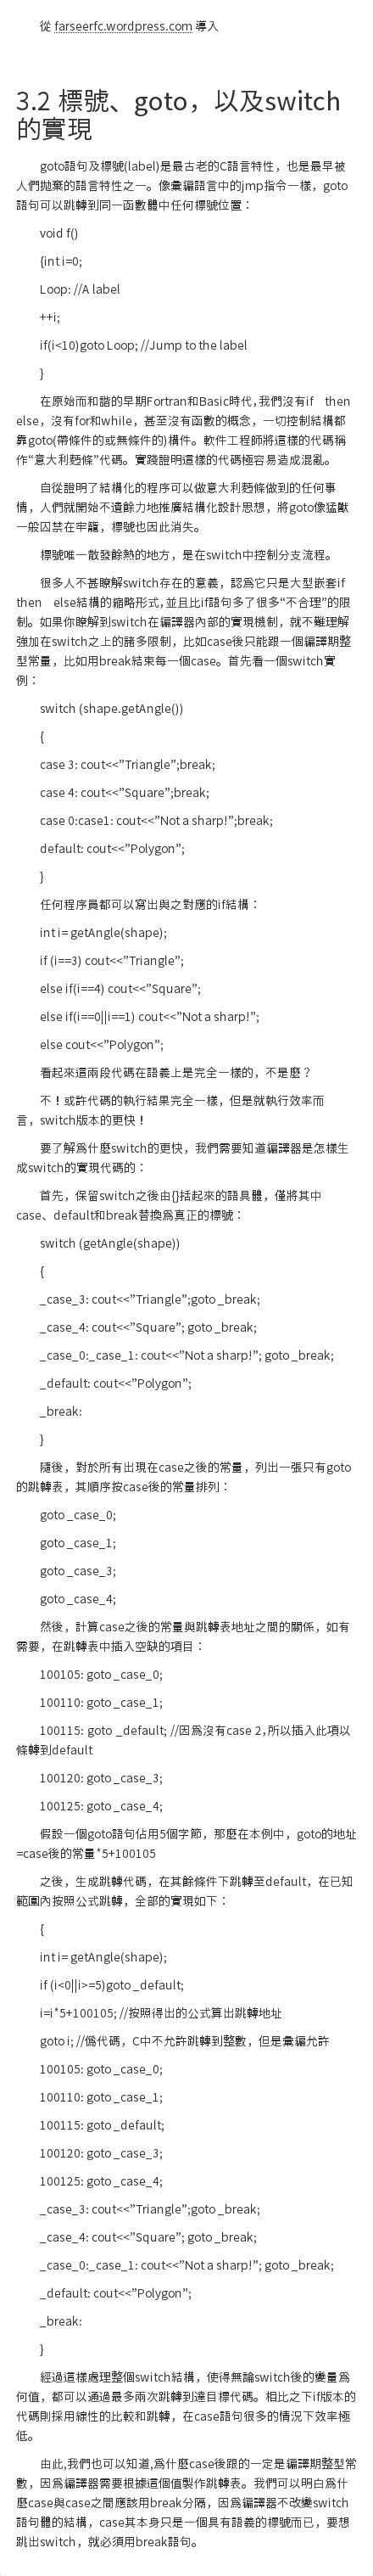 從 farseerfc.wordpress.com 導入
3.2 標號、goto，以及switch
的實現
goto語句及標號(label)是最古老的C語言特性，也是最早被
人們拋棄的語言特性之一。像彙編語言中的jmp指令一樣，goto
語句可以跳轉到同一函數體中任何標號位置：
void f()
{int i=0;
Loop: //A label
++i;
if(i<10)goto Loop; //Jump to the label
}
在原始而和諧的早期Fortran和Basic時代，我們沒有if　then
else，沒有for和while，甚至沒有函數的概念，一切控制結構都
靠goto(帶條件的或無條件的)構件。軟件工程師將這樣的代碼稱
作“意大利麪條”代碼。實踐證明這樣的代碼極容易造成混亂。
自從證明了結構化的程序可以做意大利麪條做到的任何事
情，人們就開始不遺餘力地推廣結構化設計思想，將goto像猛獸
一般囚禁在牢籠，標號也因此消失。
標號唯一散發餘熱的地方，是在switch中控制分支流程。
很多人不甚瞭解switch存在的意義，認爲它只是大型嵌套if
then　else結構的縮略形式，並且比if語句多了很多“不合理”的限
制。如果你瞭解到switch在編譯器內部的實現機制，就不難理解
強加在switch之上的諸多限制，比如case後只能跟一個編譯期整
型常量，比如用break結束每一個case。首先看一個switch實
例：
switch (shape.getAngle())
{
case 3: cout<<”Triangle”;break;
case 4: cout<<”Square”;break;
case 0:case1: cout<<”Not a sharp!”;break;
default: cout<<”Polygon”;
}
任何程序員都可以寫出與之對應的if結構：
int i= getAngle(shape);
if (i==3) cout<<”Triangle”;
else if(i==4) cout<<”Square”;
else if(i==0||i==1) cout<<”Not a sharp!”;
else cout<<”Polygon”;
看起來這兩段代碼在語義上是完全一樣的，不是麼？
不！或許代碼的執行結果完全一樣，但是就執行效率而
言，switch版本的更快！
要了解爲什麼switch的更快，我們需要知道編譯器是怎樣生
成switch的實現代碼的：
首先，保留switch之後由{}括起來的語具體，僅將其中
case、default和break替換爲真正的標號：
switch (getAngle(shape))
{
_case_3: cout<<”Triangle”;goto _break;
_case_4: cout<<”Square”; goto _break;
_case_0:_case_1: cout<<”Not a sharp!”; goto _break;
_default: cout<<”Polygon”;
_break:
}
隨後，對於所有出現在case之後的常量，列出一張只有goto
的跳轉表，其順序按case後的常量排列：
goto _case_0;
goto _case_1;
goto _case_3;
goto _case_4;
然後，計算case之後的常量與跳轉表地址之間的關係，如有
需要，在跳轉表中插入空缺的項目：
100105: goto _case_0;
100110: goto _case_1;
100115: goto _default; //因爲沒有case 2，所以插入此項以
條轉到default
100120: goto _case_3;
100125: goto _case_4;
假設一個goto語句佔用5個字節，那麼在本例中，goto的地址
=case後的常量*5+100105
之後，生成跳轉代碼，在其餘條件下跳轉至default，在已知
範圍內按照公式跳轉，全部的實現如下：
{
int i= getAngle(shape);
if (i<0||i>=5)goto _default;
i=i*5+100105; //按照得出的公式算出跳轉地址
goto i; //僞代碼，C中不允許跳轉到整數，但是彙編允許
100105: goto _case_0;
100110: goto _case_1;
100115: goto _default;
100120: goto _case_3;
100125: goto _case_4;
_case_3: cout<<”Triangle”;goto _break;
_case_4: cout<<”Square”; goto _break;
_case_0:_case_1: cout<<”Not a sharp!”; goto _break;
_default: cout<<”Polygon”;
_break:
}
經過這樣處理整個switch結構，使得無論switch後的變量爲
何值，都可以通過最多兩次跳轉到達目標代碼。相比之下if版本的
代碼則採用線性的比較和跳轉，在case語句很多的情況下效率極
低。
由此，我們也可以知道，爲什麼case後跟的一定是編譯期整型常
數，因爲編譯器需要根據這個值製作跳轉表。我們可以明白爲什
麼case與case之間應該用break分隔，因爲編譯器不改變switch
語句體的結構，case其本身只是一個具有語義的標號而已，要想
跳出switch，就必須用break語句。